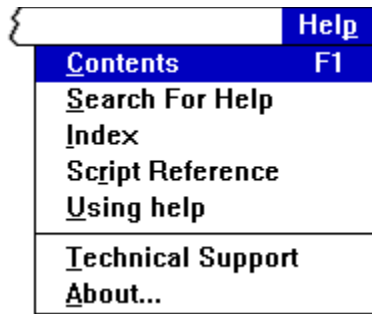 Help
Contents F1
Search For Help
Index
Script Reference
Using help
Technical Support
About...